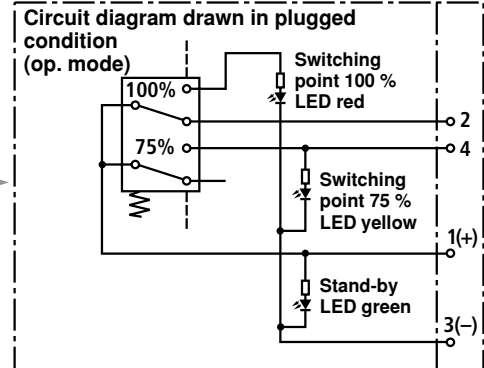 Circuit diagram drawn in plugged
condition
(op. mode)
100%
75%
Switching
point 100 %
LED red
2
4
Switching
point 75 %
LED yellow
1(+)
Stand-by
LED green
3(−)